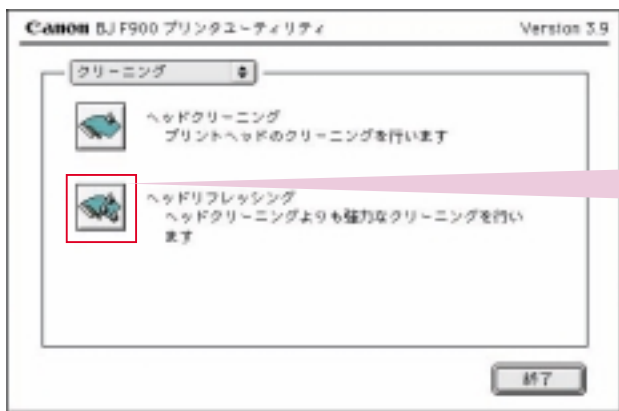 Canon BJ F900 プリンタユーティリティ
Version 3.9
クリーニング
ヘッドクリーニング
プリントヘッドのクリーニングを行います
ヘッドリフレッシング
ヘッドクリーニングよりも強力なクリーニングを行い
ます
終了